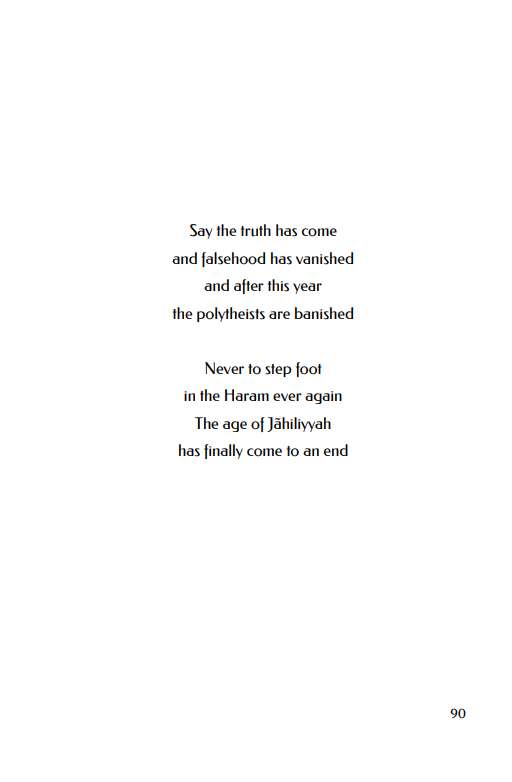 Say the truth has come
and falsehood has vanished
and after this year
the polytheists are banished
Never to step foot
in the Haram ever again
The age of Jãhiliyyah
has finally come to an end
90